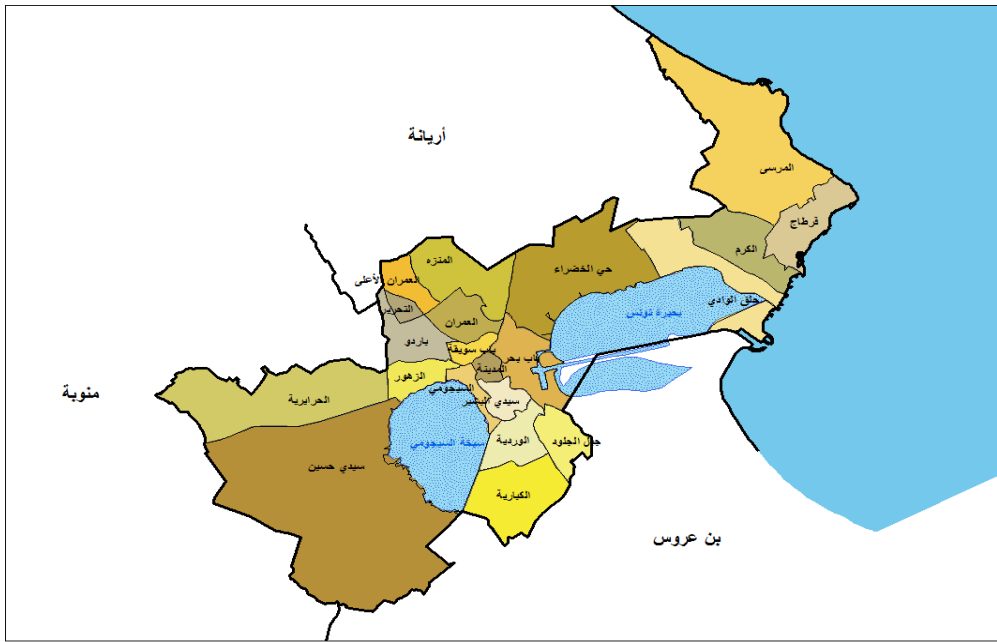 أريانة
المرسى
قرطاج
الكرم
المنزه
حي الخضراء
العمران الأعلى
حلق الوادي
التحرير
بحيرة تونس
العمران
باردو
باب سويقة
باب بحر
المدينة
الزهور
السيجومي
منوبة
الحرايرية
سيدي البشير
جبل الجلود
الوردية
سبخة السيجومي
سيدي حسين
الكبارية
بن عروس